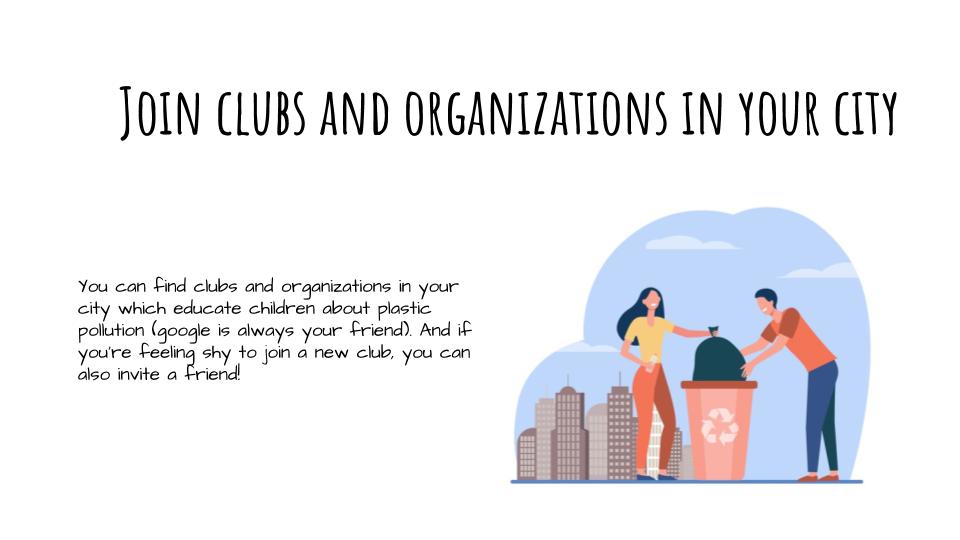 Join clubs and organizations in your city
You can find clubs and organizations in your
city which educate children about plastic
pollution (google is always your friend). And if
you're feeling shy to join a new club, you can
also invite a friend!